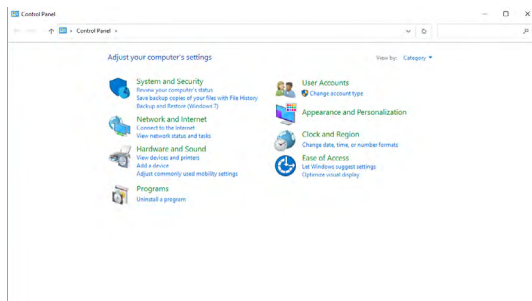 Control Panel
Control Panel
Adjust your computer's settings
View by: Category
System and Security
Review your computer's status
Save backup copies of your files with File History
Backup and Restore (Windows 7)
Network and Internet
Connect to the Internet
View network status and tasks
Hardware and Sound
View devices and printers
Add a device
Adjust commonly used mobility settings
Programs
Uninstall a program
User Accounts
Change account type
Appearance and Personalization
Clock and Region
Change date, time, or number formats
Ease of Access
Let Windows suggest settings
Optimize visual display